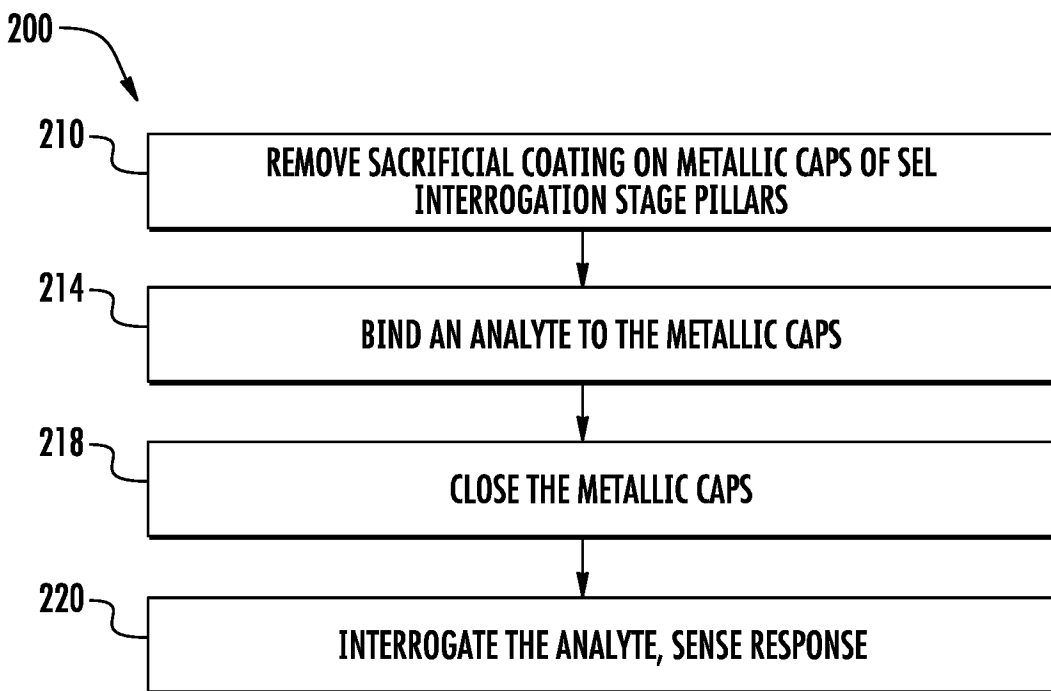 200
210
REMOVE SACRIFICIAL COATING ON METALLIC CAPS OF SEL
INTERROGATION STAGE PILLARS
214
BIND AN ANALYTE TO THE METALLIC CAPS
218
CLOSE THE METALLIC CAPS
220
INTERROGATE THE ANALYTE, SENSE RESPONSE